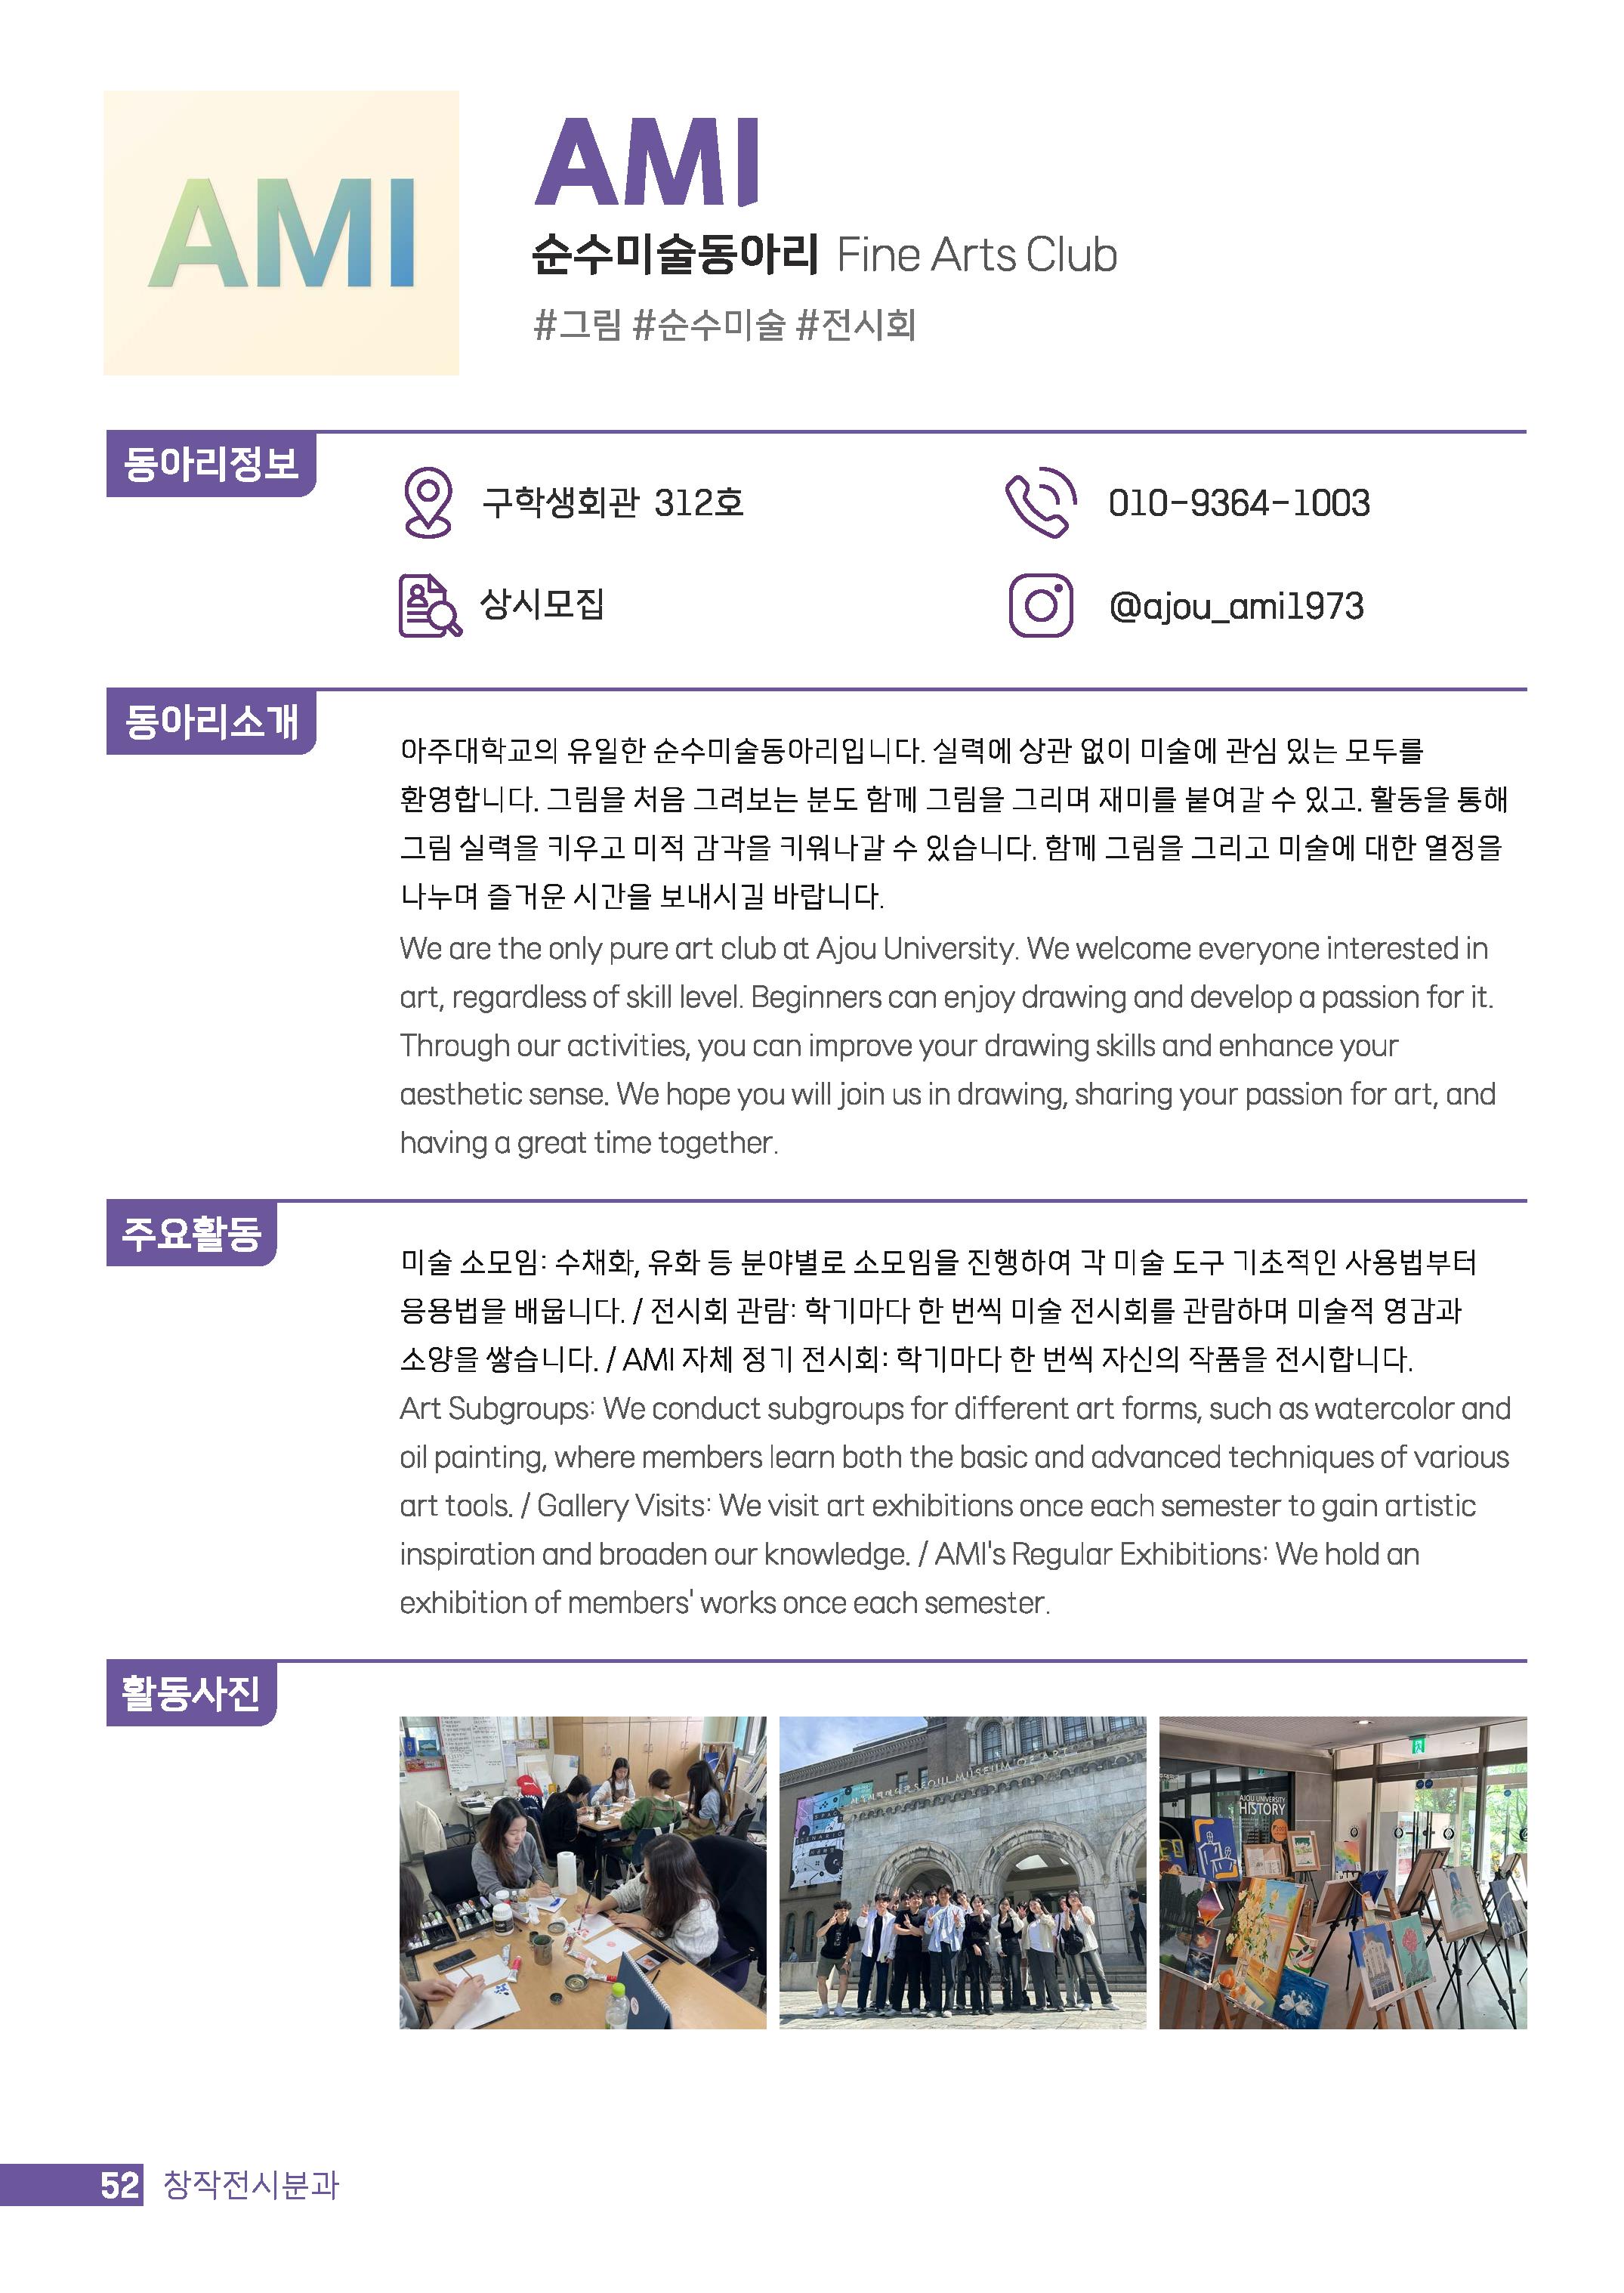 AMI
AMI
순수미술동아리 Fine Arts Club
#그림 #순수미술 #전시회
동아리정보
구학생회관 312호
010-9364-1003
상시모집
@ajou_ami1973
동아리소개
아주대학교의 유일한 순수미술동아리입니다. 실력에 상관 없이 미술에 관심 있는 모두를
환영합니다. 그림을 처음 그려보는 분도 함께 그림을 그리며 재미를 붙여갈 수 있고. 활동을 통해
그림 실력을 키우고 미적 감각을 키워나갈 수 있습니다. 함께 그림을 그리고 미술에 대한 열정을
나누며 즐거운 시간을 보내시길 바랍니다.
We are the only pure art club at Ajou University. We welcome everyone interested in
art, regardless of skill level. Beginners can enjoy drawing and develop a passion for it.
Through our activities, you can improve your drawing skills and enhance your
aesthetic sense. We hope you will join us in drawing, sharing your passion for art, and
having a great time together.
주요활동
미술 소모임: 수채화, 유화 등 분야별로 소모임을 진행하여 각 미술 도구 기초적인 사용법부터
응용법을 배웁니다. / 전시회 관람: 학기마다 한 번씩 미술 전시회를 관람하며 미술적 영감과
소양을 쌓습니다. / AMI 자체 정기 전시회: 학기마다 한 번씩 자신의 작품을 전시합니다.
Art Subgroups: We conduct subgroups for different art forms, such as watercolor and
oil painting, where members learn both the basic and advanced techniques of various
art tools. / Gallery Visits: We visit art exhibitions once each semester to gain artistic
inspiration and broaden our knowledge. / AMI's Regular Exhibitions: We hold an
exhibition of members' works once each semester.
활동사진
SEOUL MUSEUM OF ART
AJOU UNIVERSITY
HISTORY
52 창작전시분과